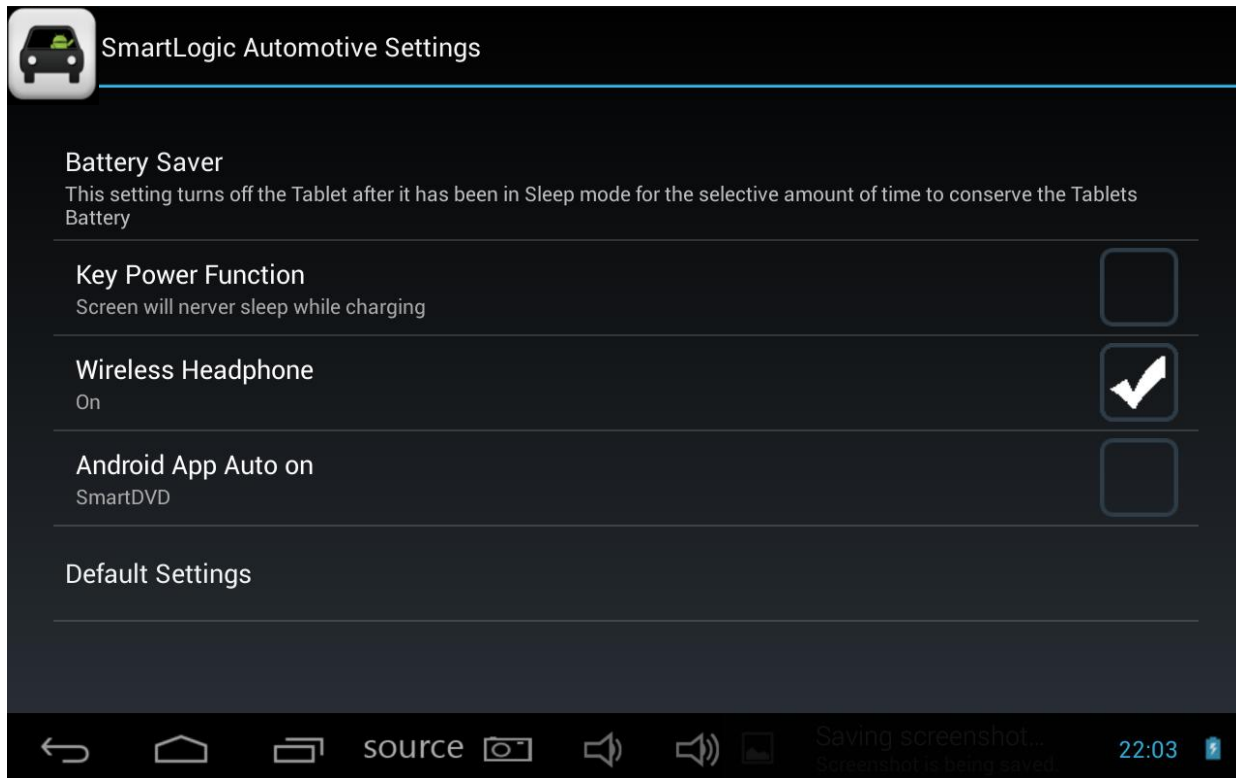 SmartLogic Automotive Settings
Battery Saver
This setting turns off the Tablet after it has been in Sleep mode for the selective amount of time to conserve the Tablets
Battery
Key Power Function
Screen will nerver sleep while charging
Wireless Headphone
On
Android App Auto on
SmartDVD
Default Settings
source
Saving screenshot...
Screenshot is being saved.
22:03